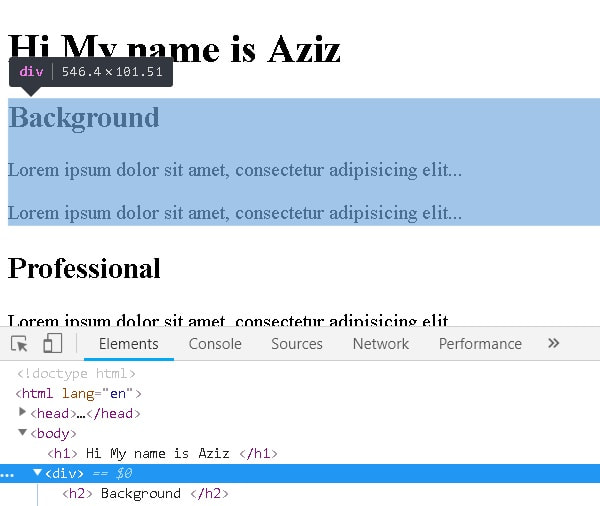 Hi My name is Aziz
div 546.4 × 101.51
Background
Lorem ipsum dolor sit amet, consectetur adipisicing elit...
Lorem ipsum dolor sit amet, consectetur adipisicing elit...
Professional
Lorem ipsum dolor sit amet, consectetur adipisicing elit
Elements Console Sources Network Performance »
<!doctype html>
<html lang="en">
<head>…</head>
<body>
<h1> Hi My name is Aziz </h1>
... <div> == $0
<h2> Background </h2>